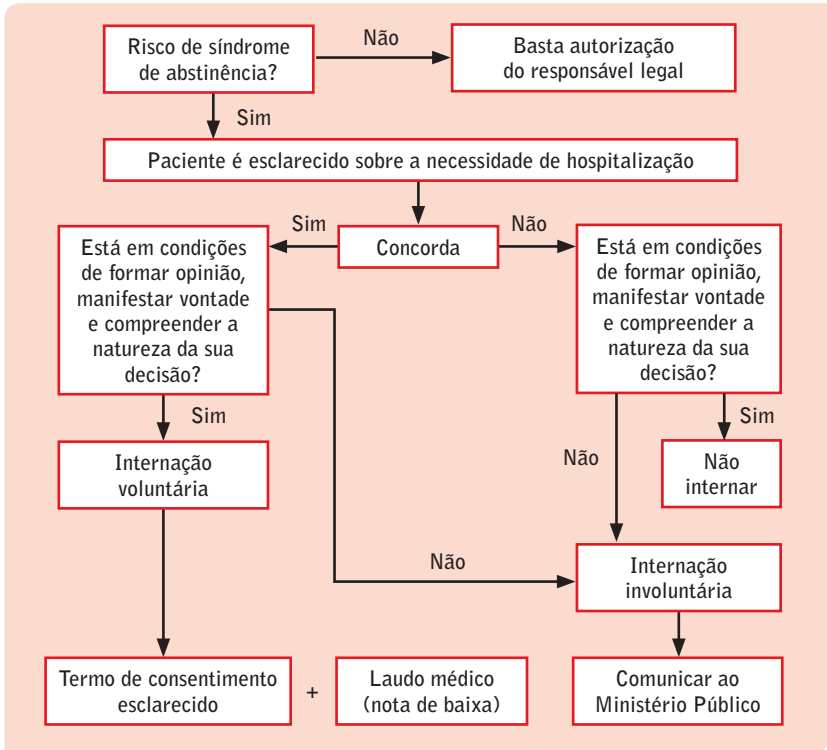 Risco de síndrome
de abstinência?
Não
Basta autorização
do responsável legal
Sim
Paciente é esclarecido sobre a necessidade de hospitalização
Sim
Concorda
Não
Está em condições
de formar opinião,
manifestar vontade
e compreender a
natureza da sua
decisão?
Está em condições
de formar opinião,
manifestar vontade
e compreender a
natureza da sua
decisão?
Sim
Sim
Internação
voluntária
Não
Não
internar
Não
Internação
involuntária
Termo de consentimento
esclarecido
+
Laudo médico
(nota de baixa)
Comunicar ao
Ministério Público